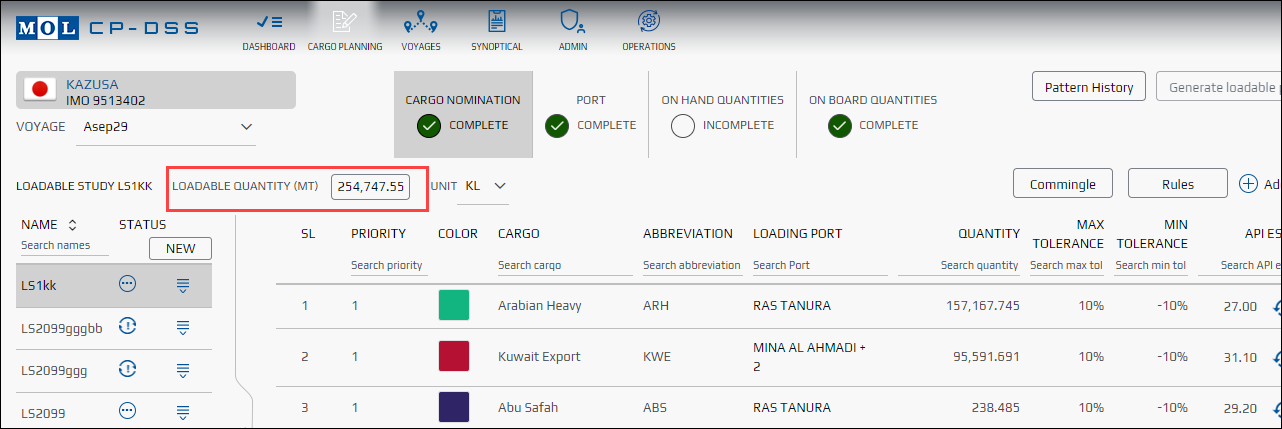 MOL CP-DSS
DASHBOARD CARGO PLANNING VOYAGES SYNOPTICAL ADMIN OPERATIONS
KAZUSA
IMO 9513402
VOYAGE Asep29
CARGO NOMINATION COMPLETE
PORT COMPLETE
ON HAND QUANTITIES INCOMPLETE
ON BOARD QUANTITIES COMPLETE
Pattern History Generate loadable p
LOADABLE STUDY LS1KK LOADABLE QUANTITY (MT) 254,747.55 UNIT KL Commingle Rules Ad
NAME STATUS
Search names NEW
LS1kk
LS2099gggbb
LS2099ggg
LS2099
SL PRIORITY COLOR CARGO ABBREVIATION LOADING PORT QUANTITY MAX TOLERANCE MIN TOLERANCE API ES
Search priority Search cargo Search abbreviation Search Port Search quantity Search max tol Search min tol Search API e
1 1 Arabian Heavy ARH RAS TANURA 157,167.745 10% -10% 27.00
2 1 Kuwait Export KWE MINA AL AHMADI + 2 95,591.691 10% -10% 31.10
3 1 Abu Safah ABS RAS TANURA 238.485 10% -10% 29.20